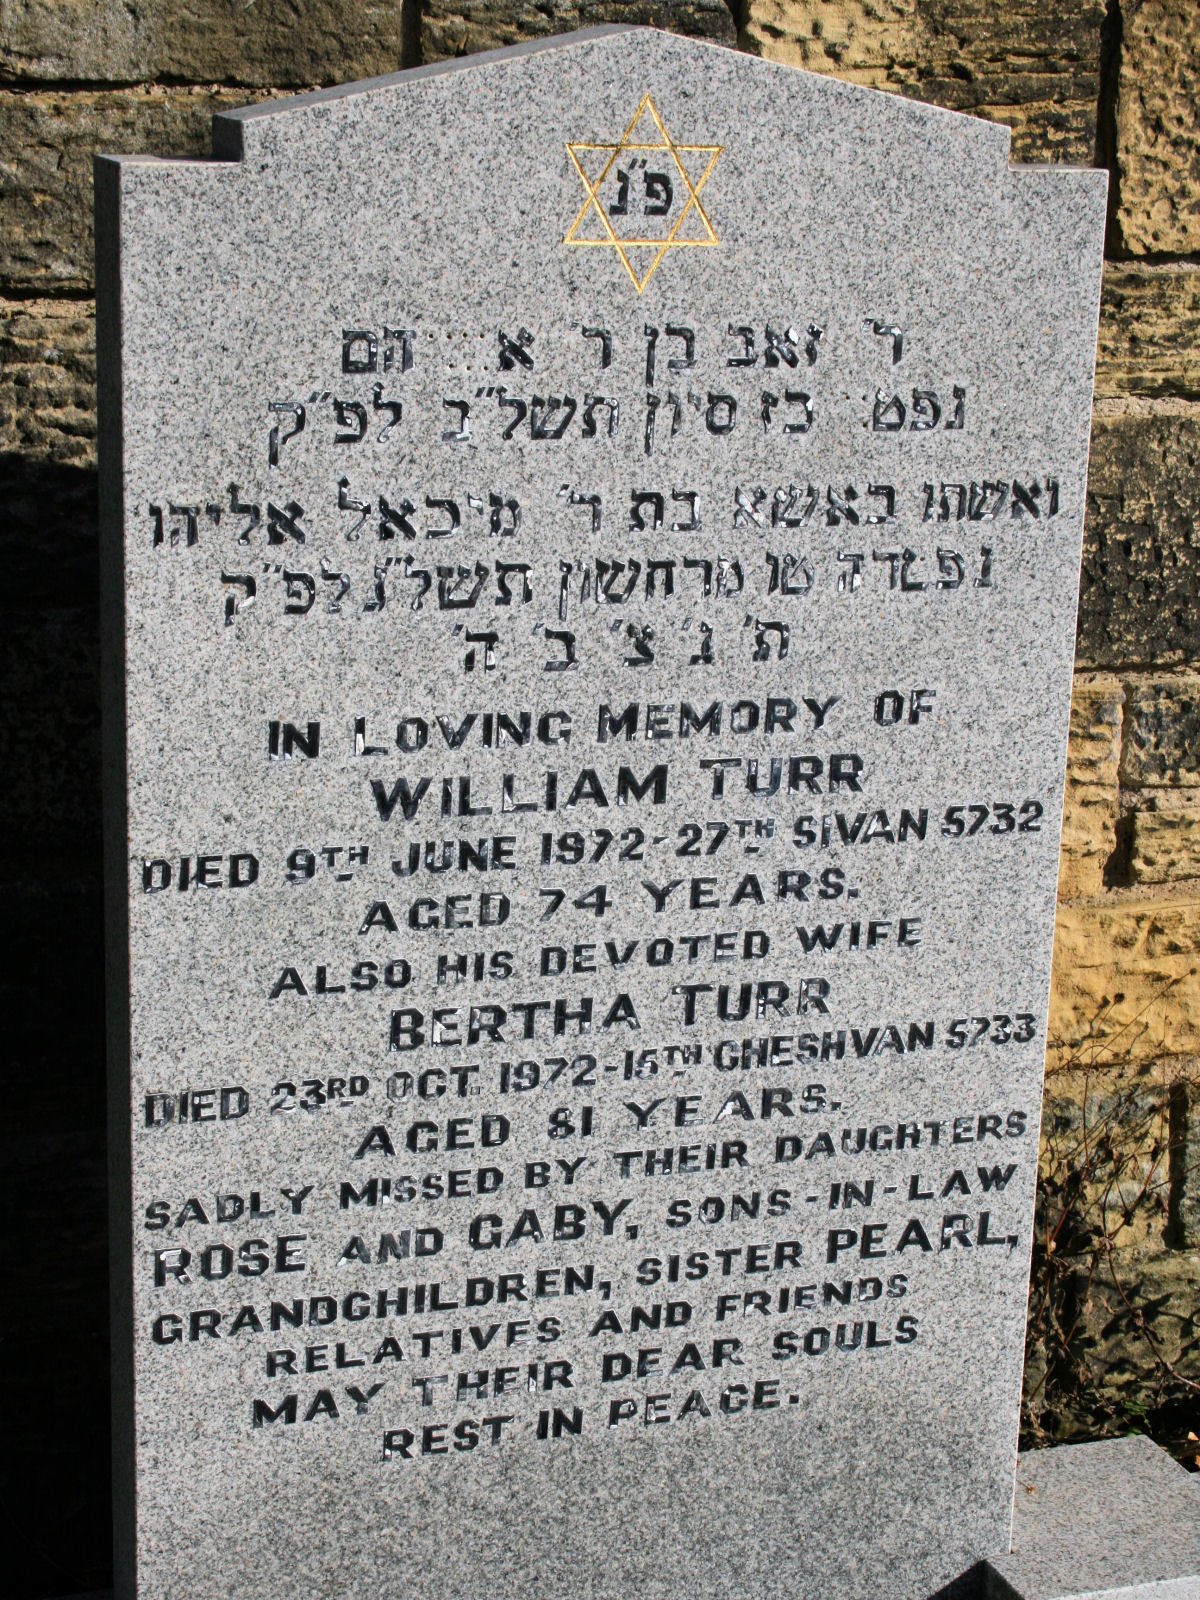 פ״נ
ר׳ זאב בן ר׳ א הם
נפט׳ כז סיון תשל״ב לפ״ק
ואשתו באשא בת ר׳ מיכאל אליהו
נפטרה טו מרחשון תשל״ג לפ״ק
ת׳ נ׳ צ׳ ב׳ ה׳
IN LOVING MEMORY OF
WILLIAM TURR
DIED 9TH JUNE 1972-27TH SIVAN 5732
AGED 74 YEARS.
ALSO HIS DEVOTED WIFE
BERTHA TURR
DIED 23RD OCT. 1972-15TH CHESHVAN 5733
AGED 81 YEARS.
SADLY MISSED BY THEIR DAUGHTERS
ROSE AND GABY, SONS-IN-LAW
GRANDCHILDREN, SISTER PEARL,
RELATIVES AND FRIENDS
MAY THEIR DEAR SOULS
REST IN PEACE.